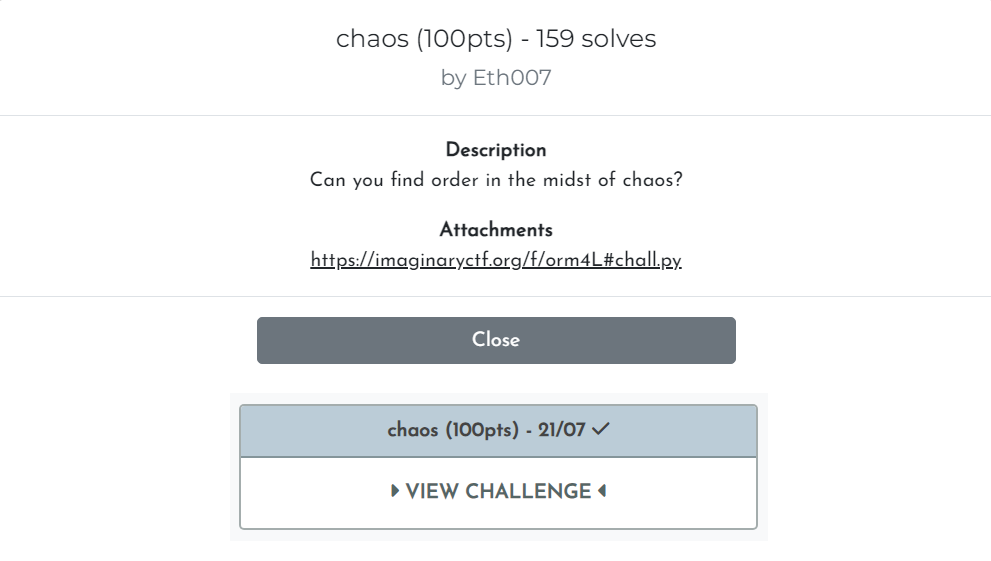 chaos (100pts) - 159 solves
by Eth007
Description
Can you find order in the midst of chaos?
Attachments
https://imaginaryctf.org/f/orm4L#chall.py
Close
chaos (100pts) - 21/07
VIEW CHALLENGE